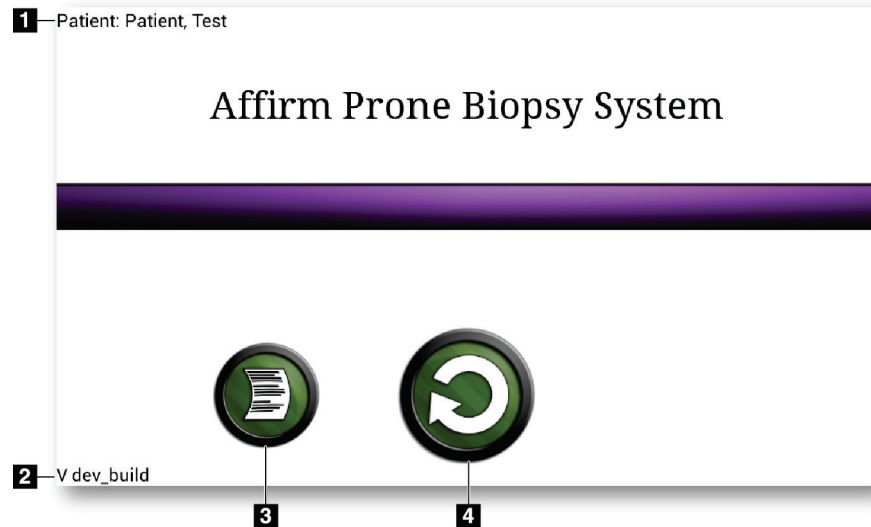 1 Patient: Patient, Test
Affirm Prone Biopsy System
2 V dev_build
3 4